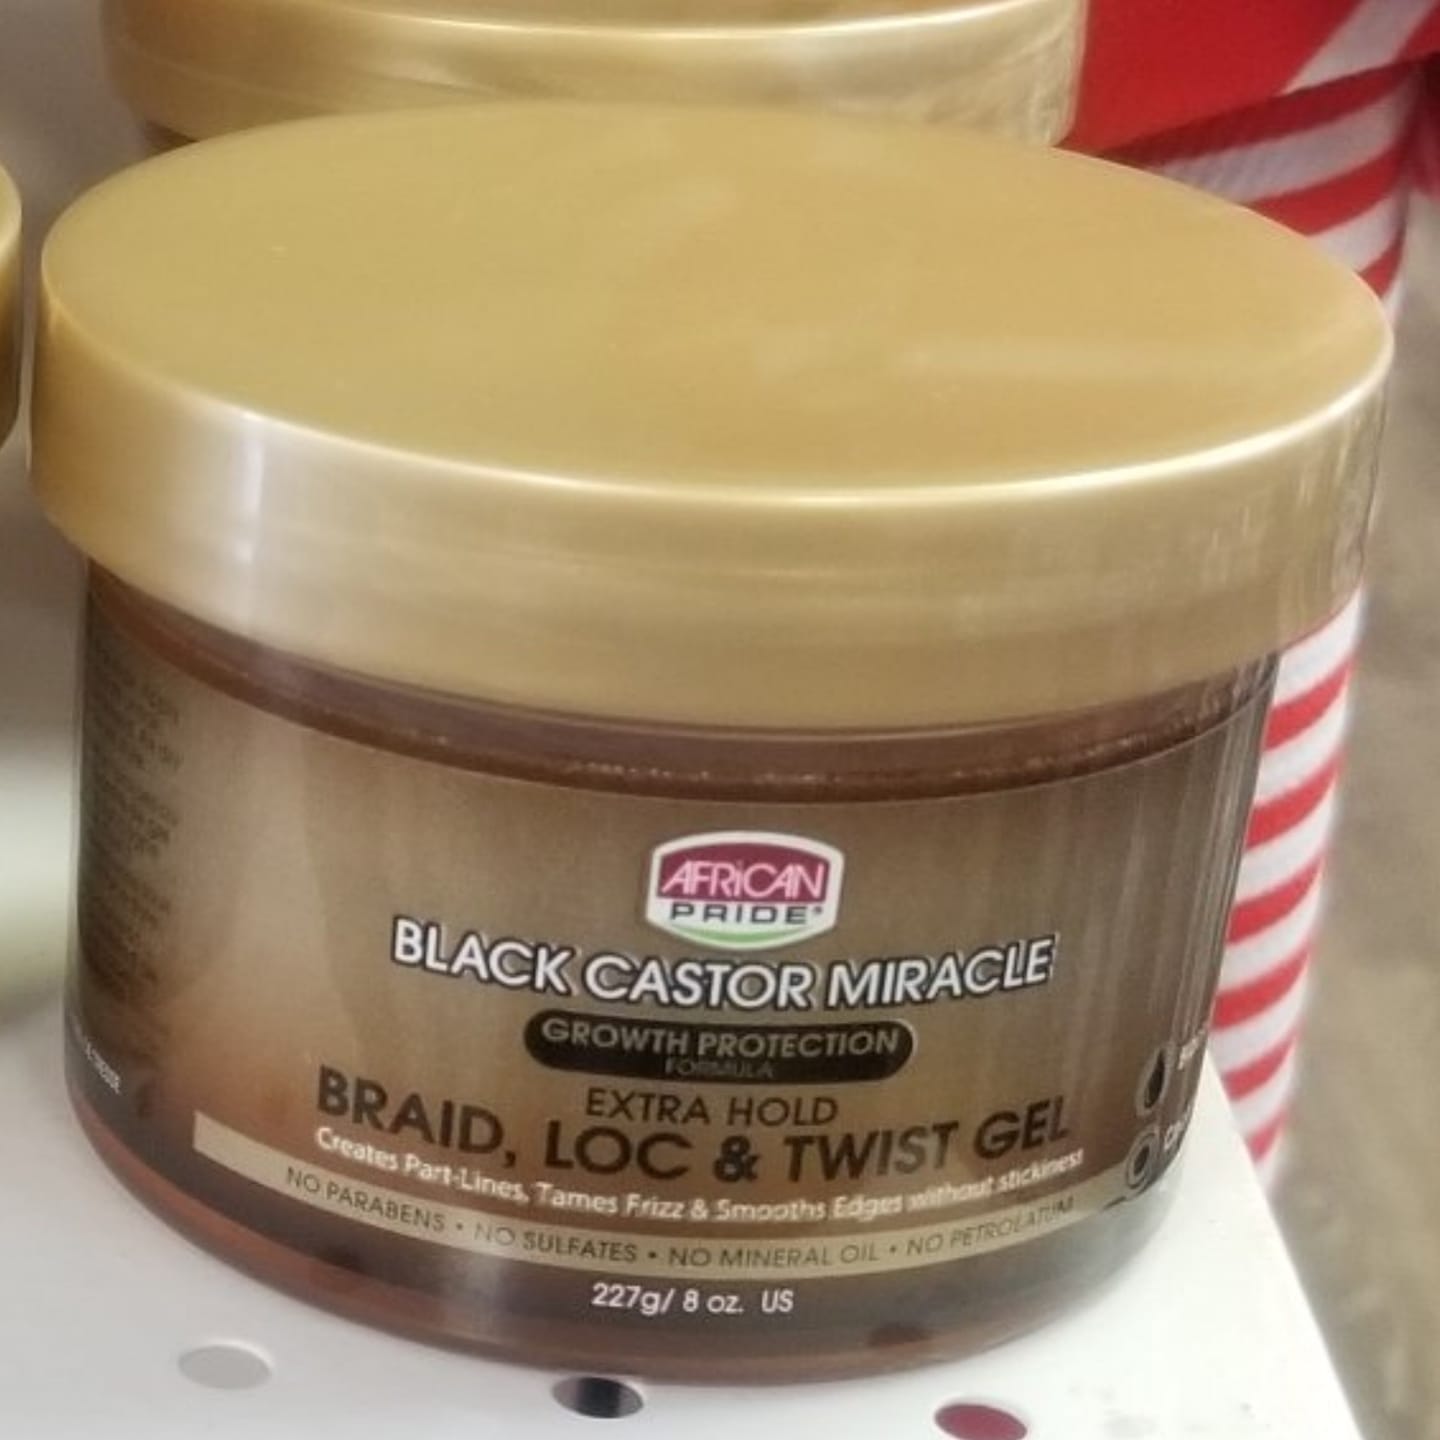 AFRICAN
PRIDE®
BLACK CASTOR MIRACLE
GROWTH PROTECTION
FORMULA
EXTRA HOLD
BRAID, LOC & TWIST GEL
Creates Part-Lines, Tames Frizz & Smooths Edges without stickiness
NO PARABENS • NO SULFATES • NO MINERAL OIL • NO PETROLATUM
227g/ 8 oz. US